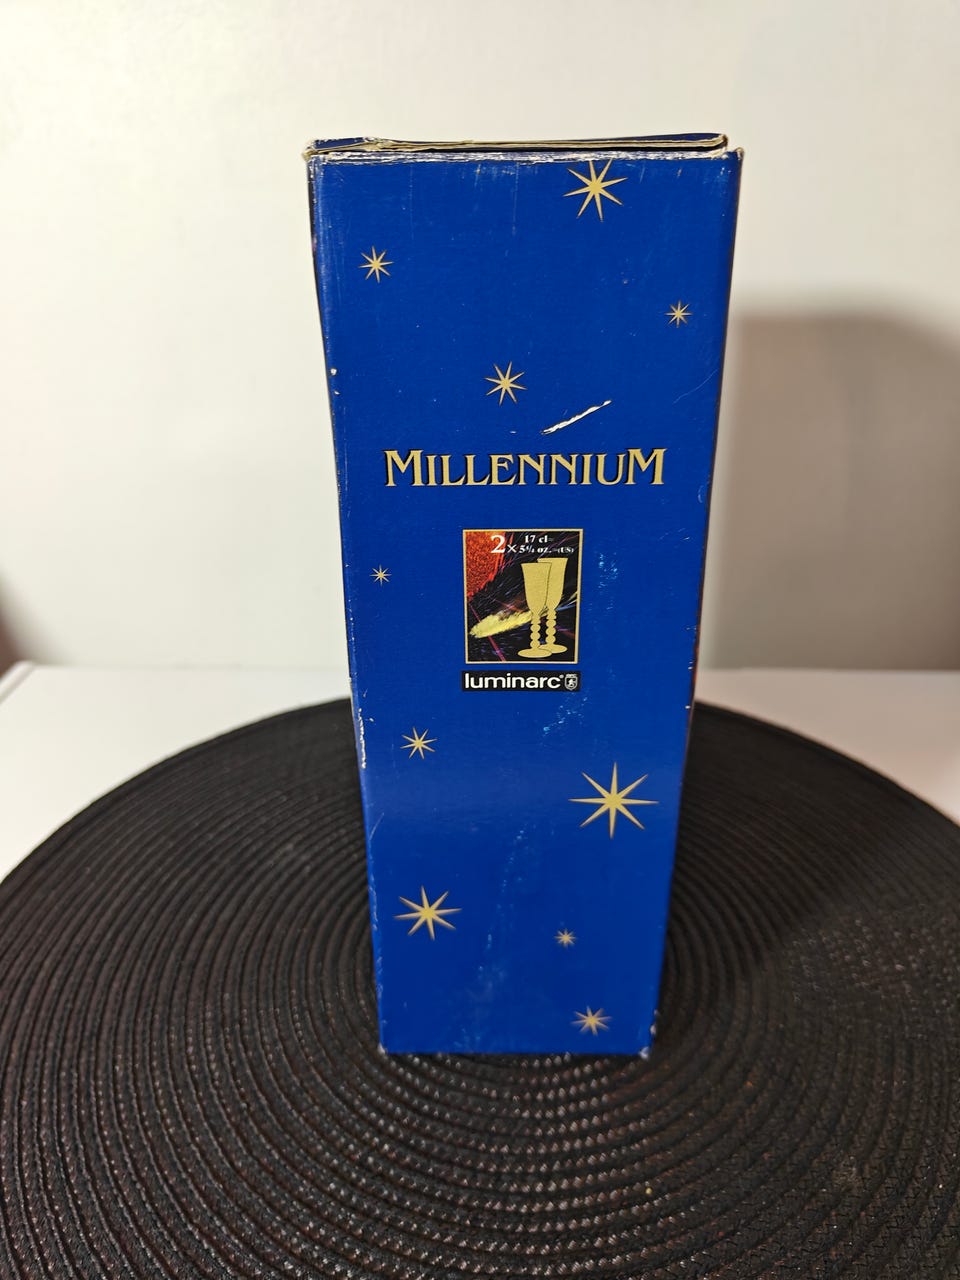 MILLENNIUM
2 x 17 cl
5¾ oz. (US)
luminarc®